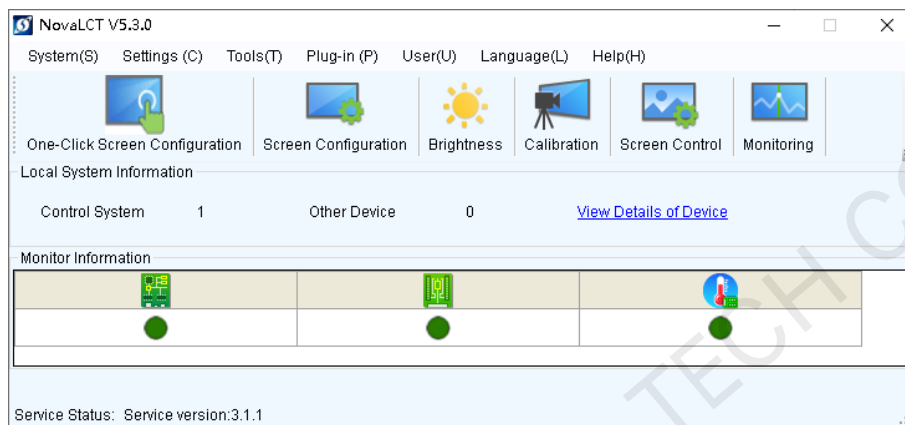 NovaLCT V5.3.0
System(S) Settings (C) Tools(T) Plug-in (P) User(U) Language(L) Help(H)
One-Click Screen Configuration Screen Configuration Brightness Calibration Screen Control Monitoring
Local System Information
Control System 1 Other Device 0 View Details of Device
Monitor Information
Service Status: Service version:3.1.1
TECH CO